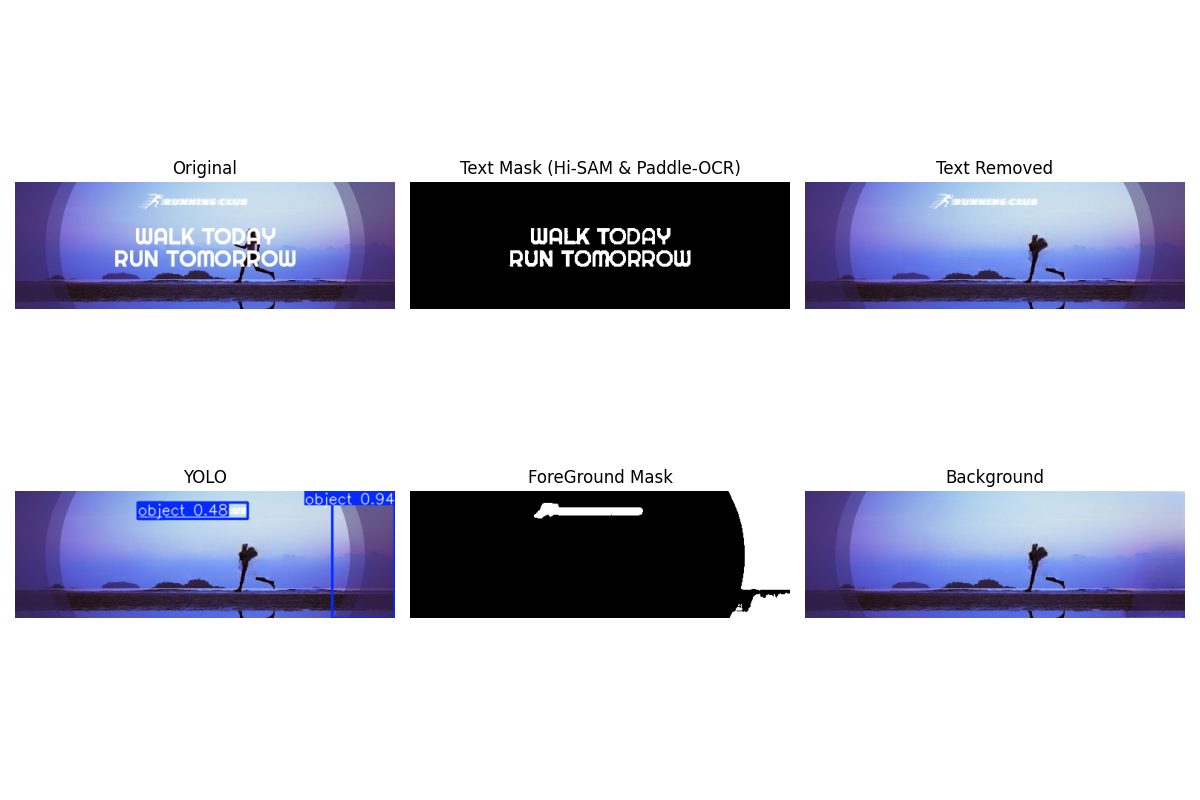 Original
Text Mask (Hi-SAM & Paddle-OCR)
Text Removed
RUNNING CLUB
WALK TODAY
RUN TOMORROW
WALK TODAY
RUN TOMORROW
RUNNING CLUB
YOLO
ForeGround Mask
Background
object 0.48
object 0.94